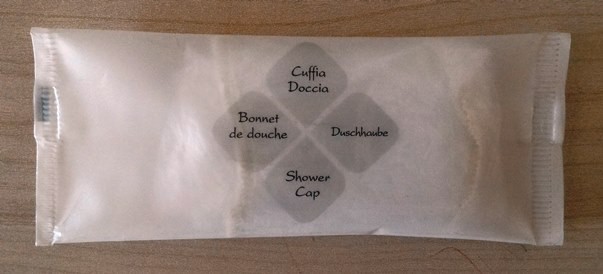 Cuffia
Doccia
Bonnet
de douche
Duschhaube
Shower
Cap